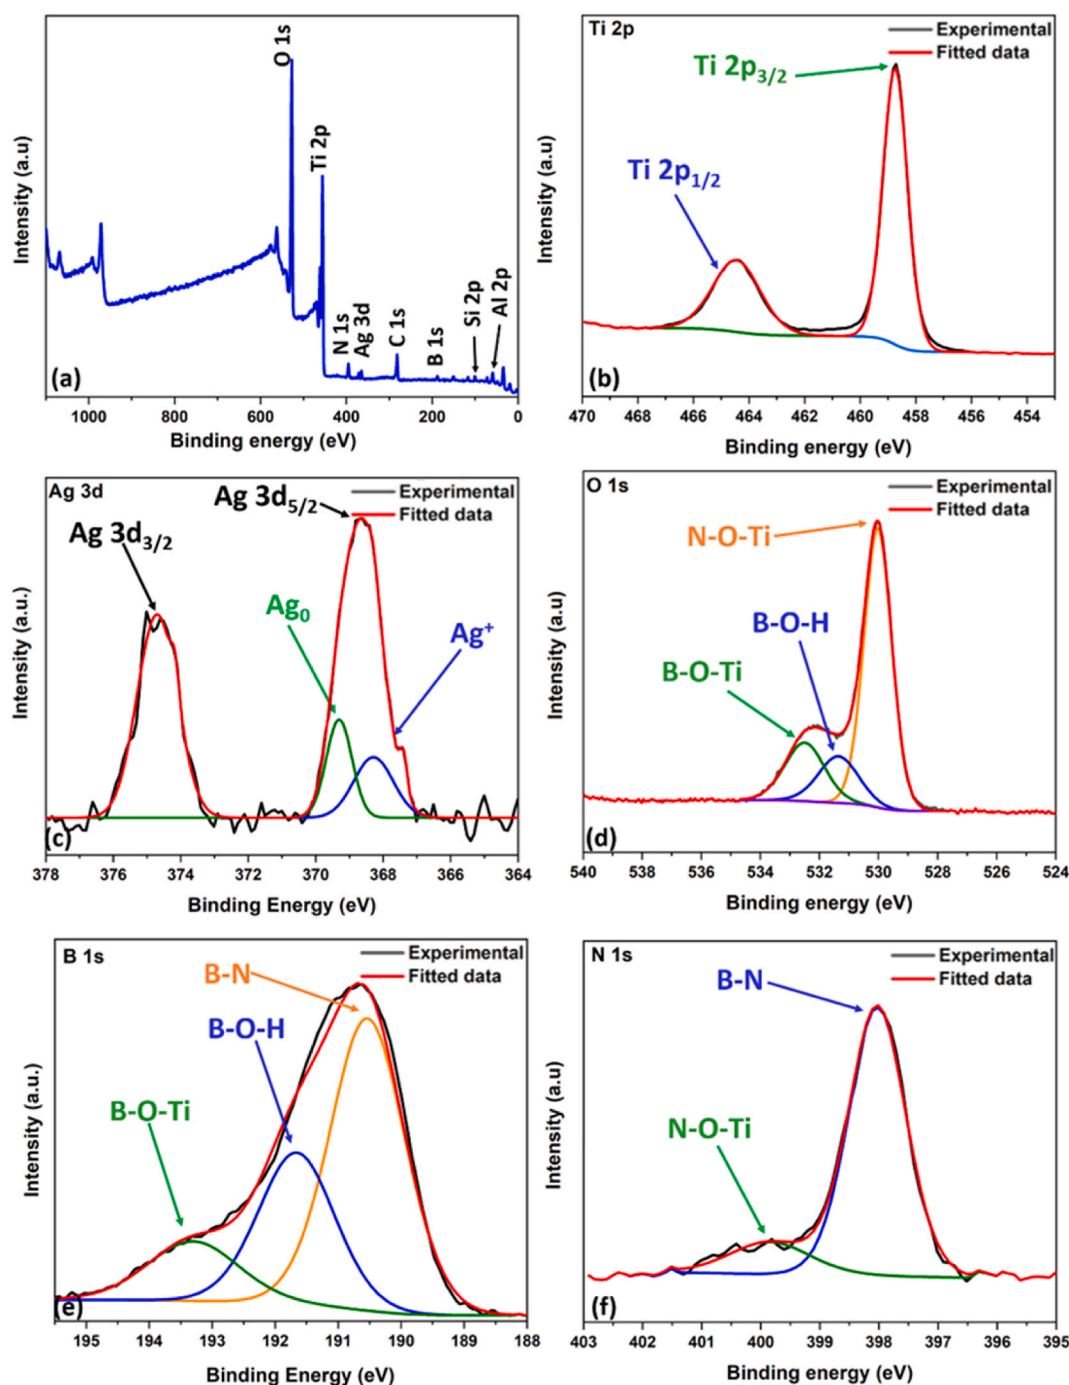 O 1s
Ti 2p
N 1s
Ag 3d
C 1s
B 1s
Si 2p
Al 2p
(a)
Intensity (a.u)
1000 800 600 400 200 0
Binding energy (eV)
Ti 2p
Experimental
Fitted data
Ti 2p3/2
Ti 2p1/2
(b)
Intensity (a.u)
470 468 466 464 462 460 458 456 454
Binding energy (eV)
Ag 3d
Experimental
Fitted data
Ag 3d5/2
Ag 3d3/2
Ag0
Ag+
(c)
Intensity (a.u.)
378 376 374 372 370 368 366 364
Binding Energy (eV)
O 1s
Experimental
Fitted data
N-O-Ti
B-O-H
B-O-Ti
(d)
Intensity (a.u)
540 538 536 534 532 530 528 526 524
Binding energy (eV)
B 1s
Experimental
Fitted data
B-N
B-O-H
B-O-Ti
(e)
Intensity (a.u.)
195 194 193 192 191 190 189 188
Binding Energy (eV)
N 1s
Experimental
Fitted data
B-N
N-O-Ti
(f)
Intensity (a.u)
403 402 401 400 399 398 397 396 395
Binding energy (eV)